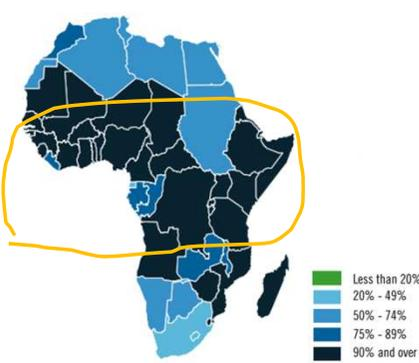 Less than 20%
20% - 49%
50% - 74%
75% - 89%
90% and over